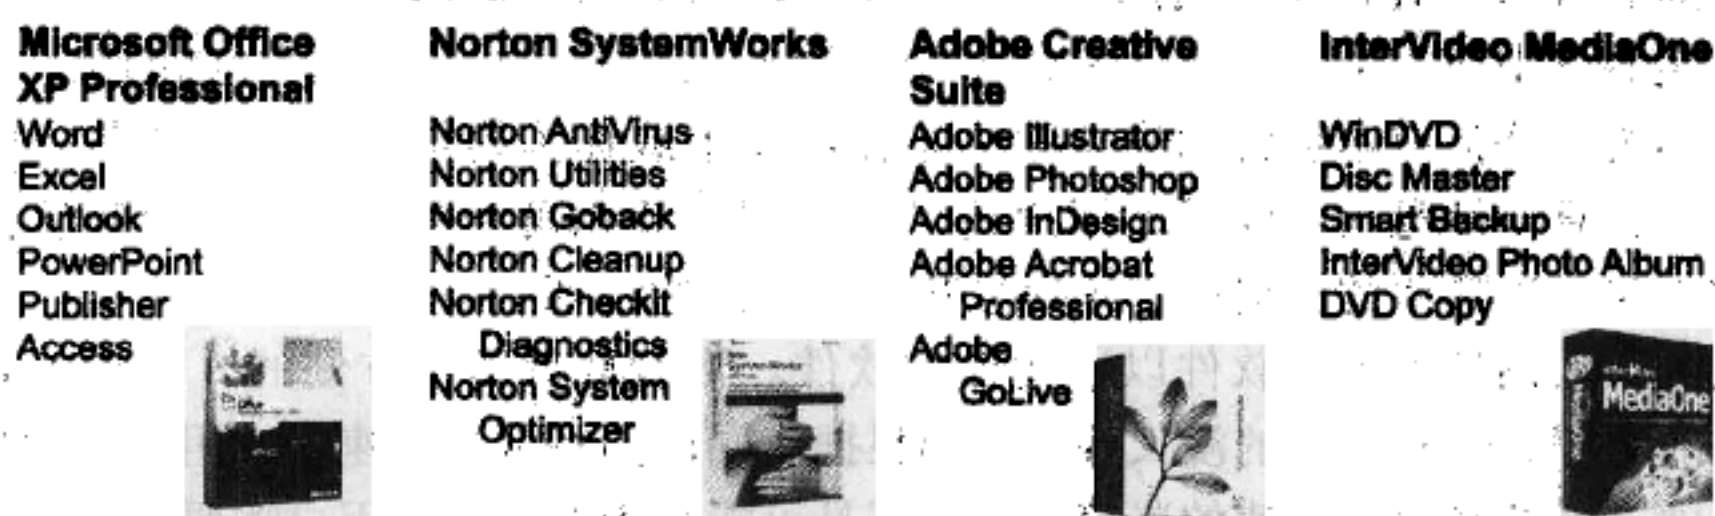 Microsoft Office
XP Professional
Word
Excel
Outlook
PowerPoint
Publisher
Access
Norton SystemWorks
Norton AntiVirus
Norton Utilities
Norton Goback
Norton Cleanup
Norton Checkit
Diagnostics
Norton System
Optimizer
SystemWorks
Adobe Creative
Suite
Adobe Illustrator
Adobe Photoshop
Adobe InDesign
Adobe Acrobat
Professional
Adobe
GoLive
InterVideo MediaOne
WinDVD
Disc Master
Smart Backup
InterVideo Photo Album
DVD Copy
MediaOne